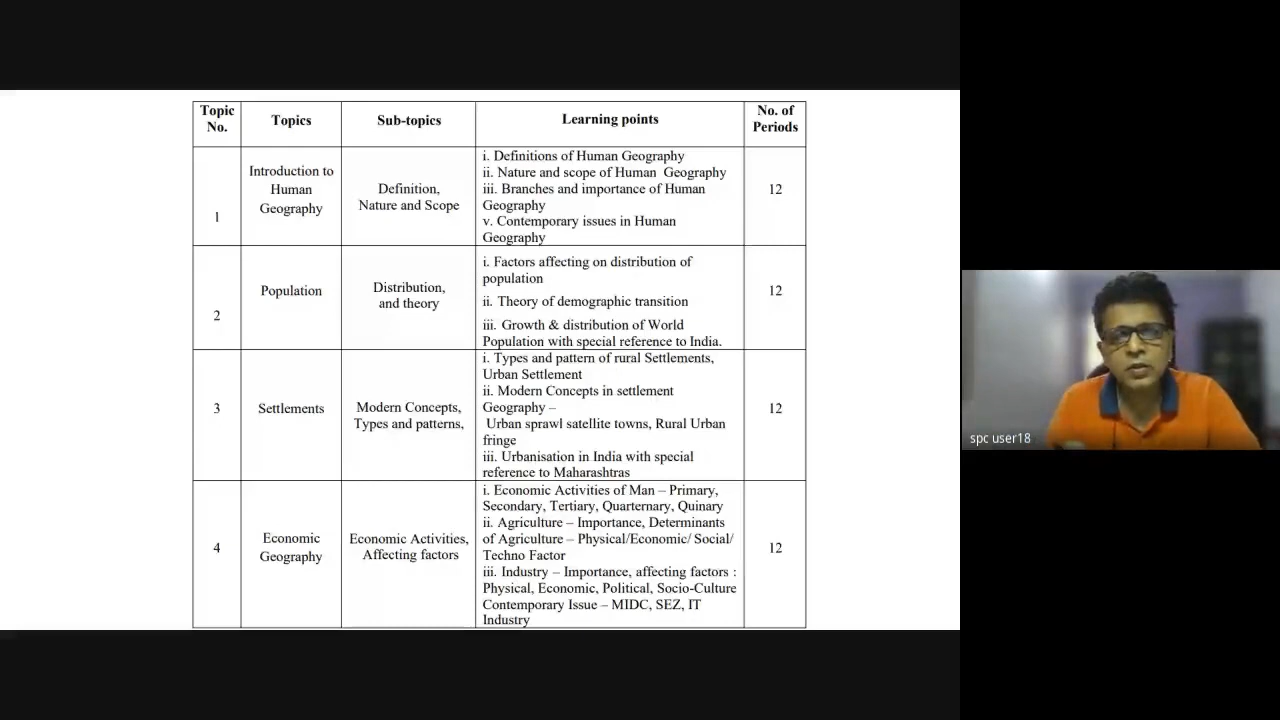 Topic No.
Topics
Sub-topics
Learning points
No. of Periods
1
Introduction to
Human
Geography
Definition,
Nature and Scope
i. Definitions of Human Geography
ii. Nature and scope of Human Geography
iii. Branches and importance of Human
Geography
v. Contemporary issues in Human
Geography
12
2
Population
Distribution,
and theory
i. Factors affecting on distribution of
population
ii. Theory of demographic transition
iii. Growth & distribution of World
Population with special reference to India.
12
3
Settlements
Modern Concepts,
Types and patterns,
i. Types and pattern of rural Settlements,
Urban Settlement
ii. Modern Concepts in settlement
Geography –
Urban sprawl satellite towns, Rural Urban
fringe
iii. Urbanisation in India with special
reference to Maharashtras
12
4
Economic
Geography
Economic Activities,
Affecting factors
i. Economic Activities of Man – Primary,
Secondary, Tertiary, Quarternary, Quinary
ii. Agriculture – Importance, Determinants
of Agriculture – Physical/Economic/ Social/
Techno Factor
iii. Industry – Importance, affecting factors :
Physical, Economic, Political, Socio-Culture
Contemporary Issue – MIDC, SEZ, IT
Industry
12
spc user18